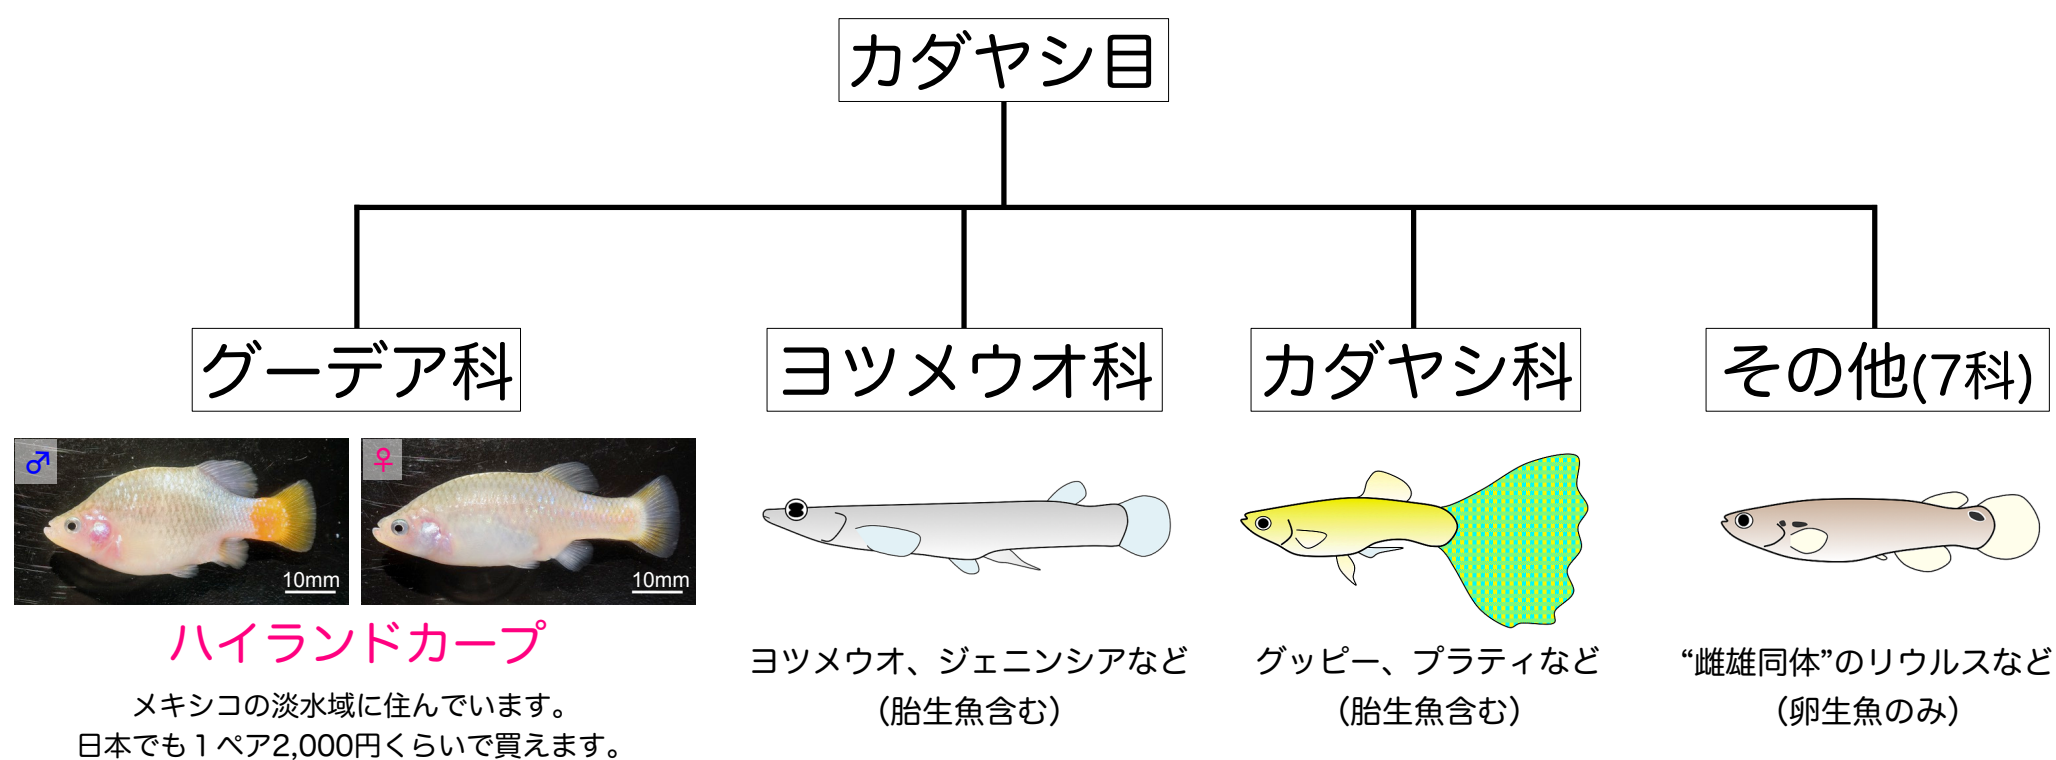 カダヤシ目
グーデア科
ヨツメウオ科
カダヤシ科
その他(7科)
♂
♀
10mm
10mm
ハイランドカープ
メキシコの淡水域に住んでいます。
日本でも１ペア2,000円くらいで買えます。
ヨツメウオ、ジェニンシアなど
（胎生魚含む）
グッピー、プラティなど
（胎生魚含む）
“雌雄同体”のリウルスなど
（卵生魚のみ）